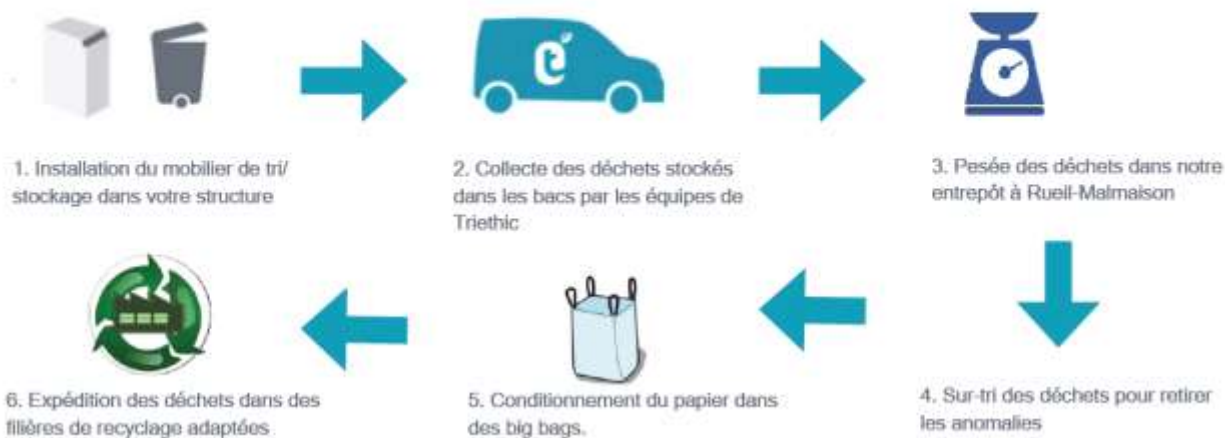 1. Installation du mobilier de tri/
stockage dans votre structure
2. Collecte des déchets stockés
dans les bacs par les équipes de
Triethic
3. Pesée des déchets dans notre
entrepôt à Rueil-Malmaison
4. Sur-tri des déchets pour retirer
les anomalies
5. Conditionnement du papier dans
des big bags.
6. Expédition des déchets dans des
filières de recyclage adaptées